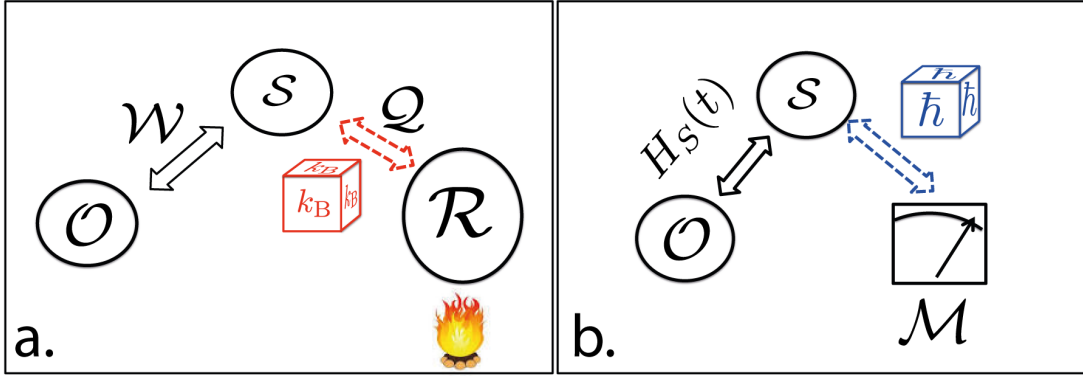 𝒮
𝒲
𝒬
k_B
k_B
k_B
𝒪
ℛ
a.
𝒮
ħ
ħ
ħ
H_S(t)
𝒪
ℳ
b.